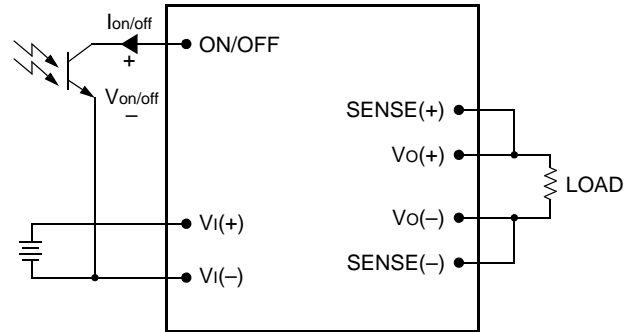 Ion/off
ON/OFF
+
Von/off
–
SENSE(+)
VO(+)
LOAD
VI(+)
VO(–)
SENSE(–)
VI(–)